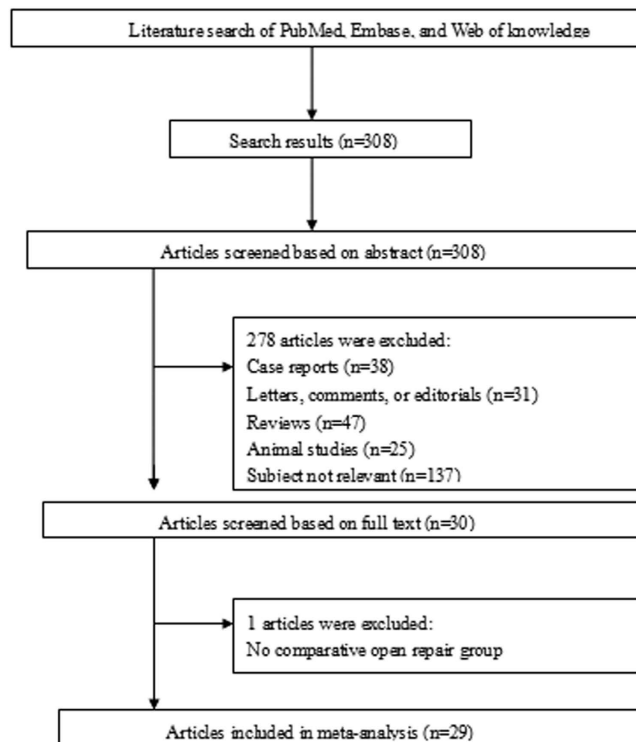 Literature search of PubMed, Embase, and Web of knowledge
Search results (n=308)
Articles screened based on abstract (n=308)
278 articles were excluded:
Case reports (n=38)
Letters, comments, or editorials (n=31)
Reviews (n=47)
Animal studies (n=25)
Subject not relevant (n=137)
Articles screened based on full text (n=30)
1 articles were excluded:
No comparative open repair group
Articles included in meta-analysis (n=29)